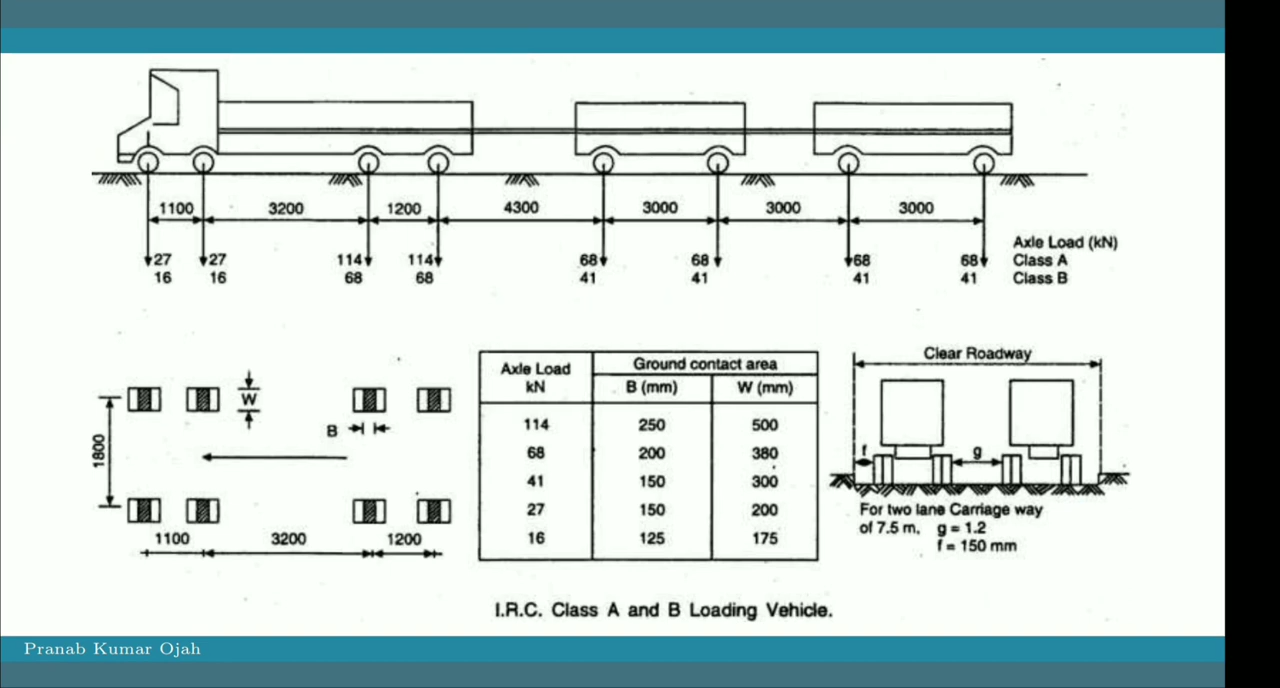 1100 3200 1200 4300 3000 3000 3000
Axle Load (kN)
27 27 114 114 68 68 68 68 Class A
16 16 68 68 41 41 41 41 Class B
W
B
1800
1100 3200 1200
Axle Load kN Ground contact area
B (mm) W (mm)
114 250 500
68 200 380
41 150 300
27 150 200
16 125 175
Clear Roadway
f g
For two lane Carriage way
of 7.5 m, g = 1.2
f = 150 mm
I.R.C. Class A and B Loading Vehicle.
Pranab Kumar Ojah